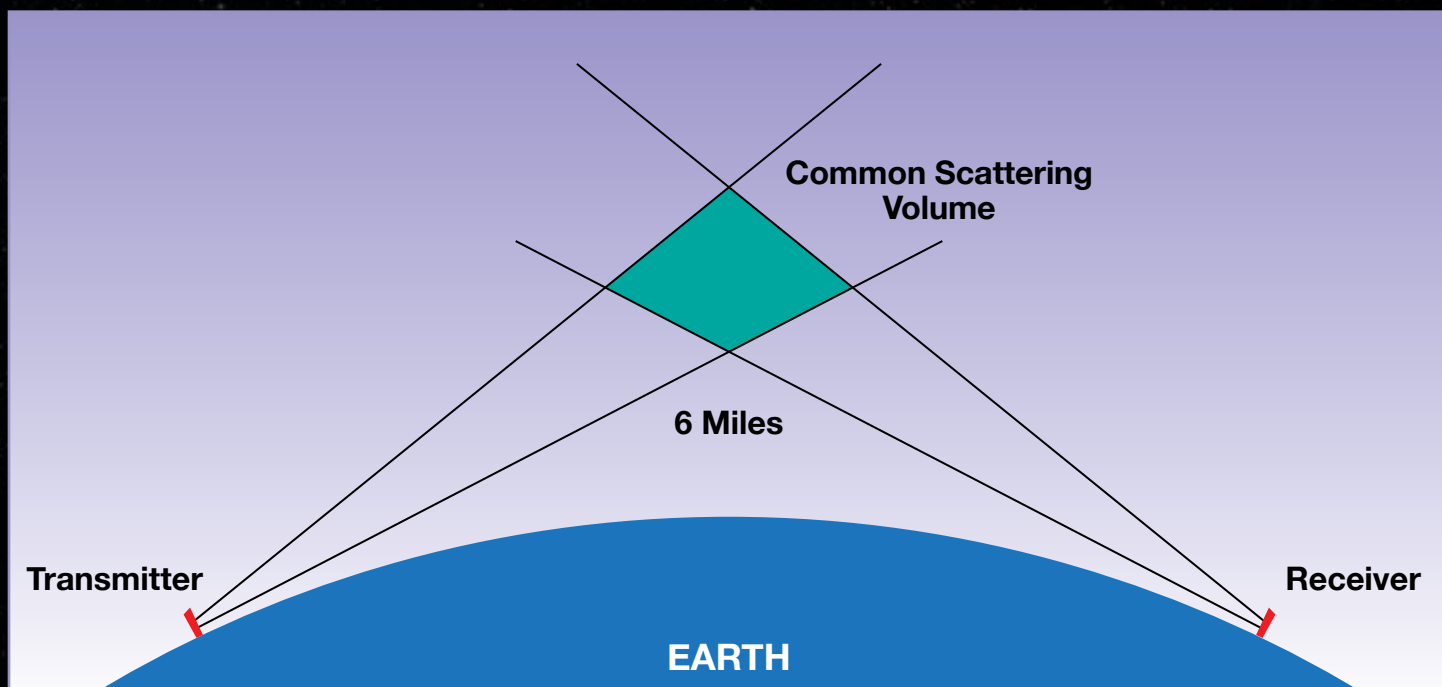 Common Scattering
Volume
6 Miles
Transmitter
Receiver
EARTH